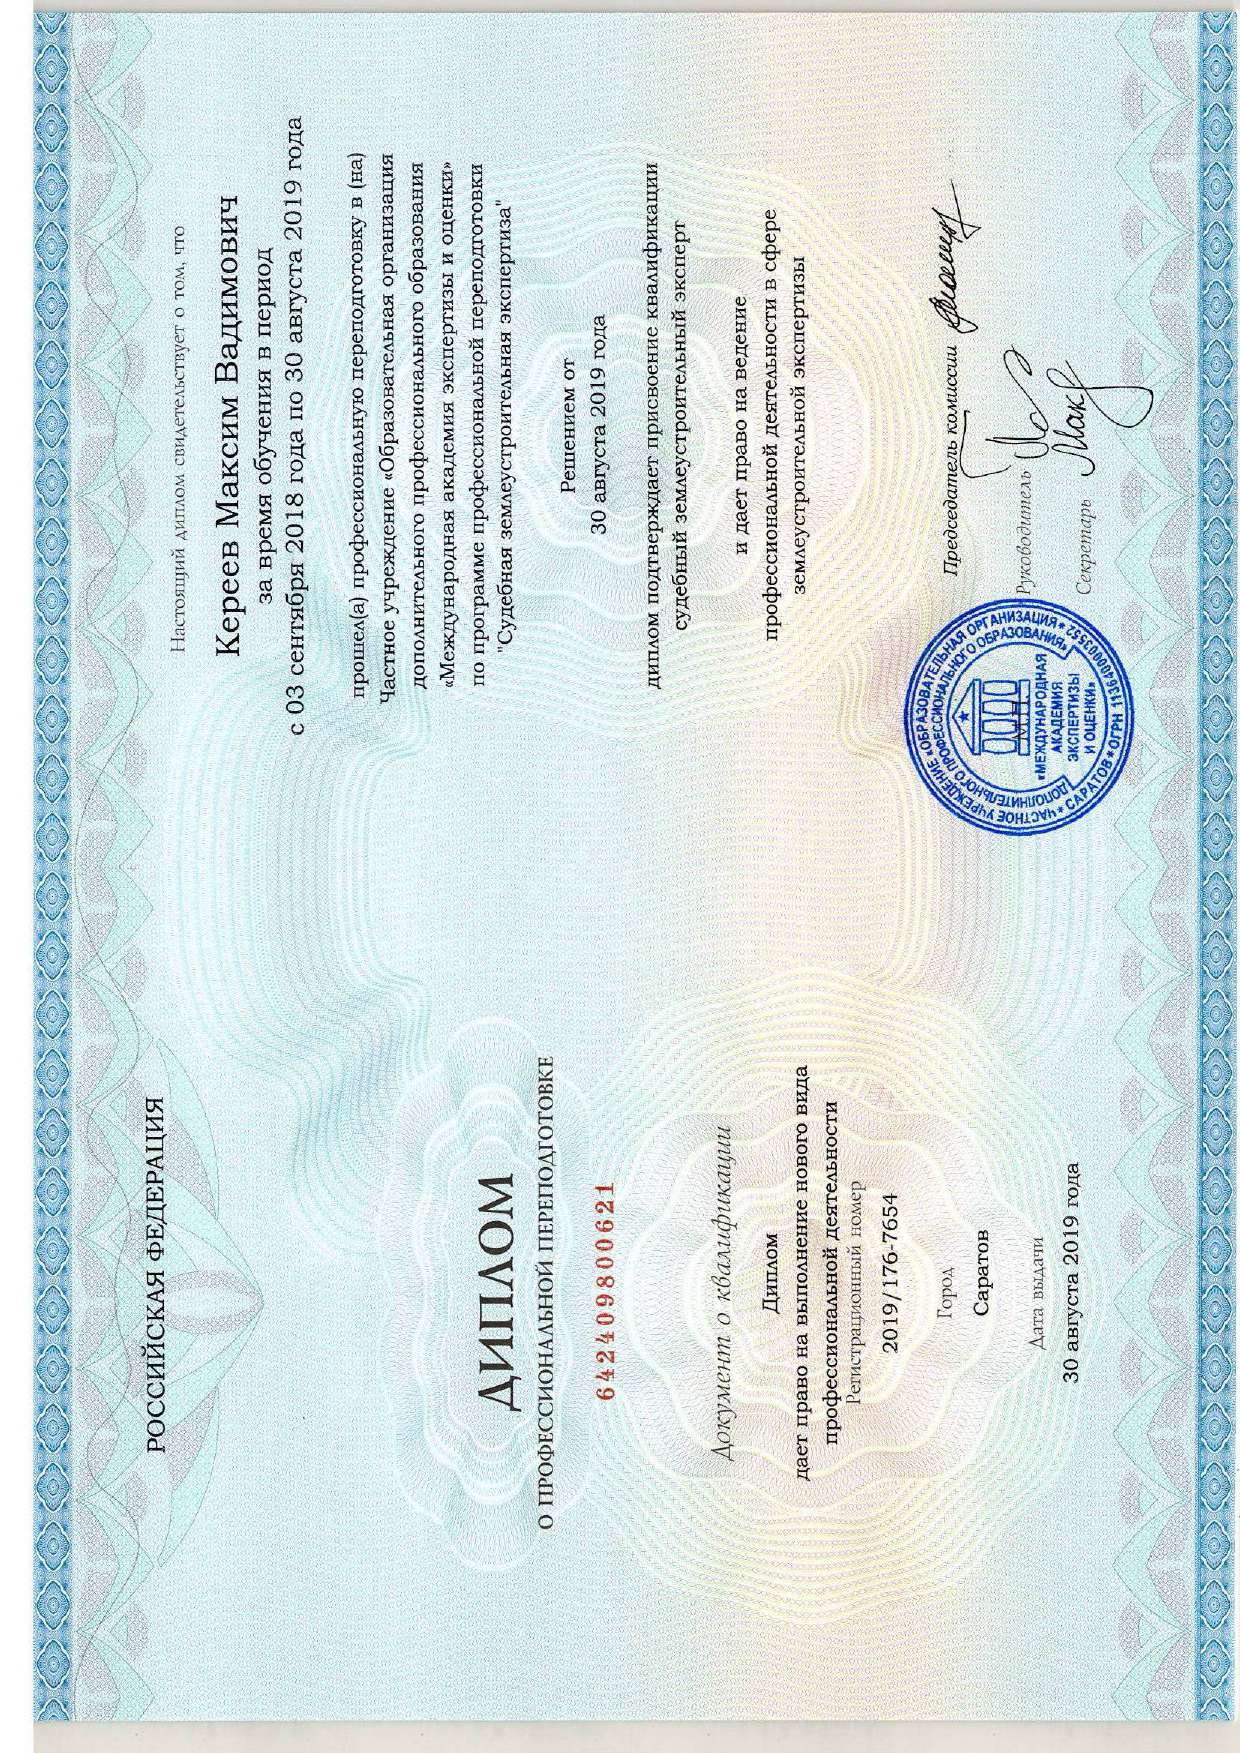 РОССИЙСКАЯ ФЕДЕРАЦИЯ
ДИПЛОМ
О ПРОФЕССИОНАЛЬНОЙ ПЕРЕПОДГОТОВКЕ
642409800621
Документ о квалификации
Диплом
дает право на выполнение нового вида
профессиональной деятельности
Регистрационный номер
2019/176-7654
Город
Саратов
Дата выдачи
30 августа 2019 года
Настоящий диплом свидетельствует о том, что
Кереев Максим Вадимович
за время обучения в период
с 03 сентября 2018 года по 30 августа 2019 года
прошел(а) профессиональную переподготовку в (на)
Частное учреждение «Образовательная организация
дополнительного профессионального образования
«Международная академия экспертизы и оценки»
по программе профессиональной переподготовки
"Судебная землеустроительная экспертиза"
Решением от
30 августа 2019 года
диплом подтверждает присвоение квалификации
судебный землеустроительный эксперт
и дает право на ведение
профессиональной деятельности в сфере
землеустроительной экспертизы
Председатель комиссии
Руководитель
Секретарь
М.П.
ЧАСТНОЕ УЧРЕЖДЕНИЕ «ОБРАЗОВАТЕЛЬНАЯ ОРГАНИЗАЦИЯ
ДОПОЛНИТЕЛЬНОГО ПРОФЕССИОНАЛЬНОГО ОБРАЗОВАНИЯ
«МЕЖДУНАРОДНАЯ
АКАДЕМИЯ
ЭКСПЕРТИЗЫ
И ОЦЕНКИ»
* САРАТОВ * ОГРН 1136400003552 *